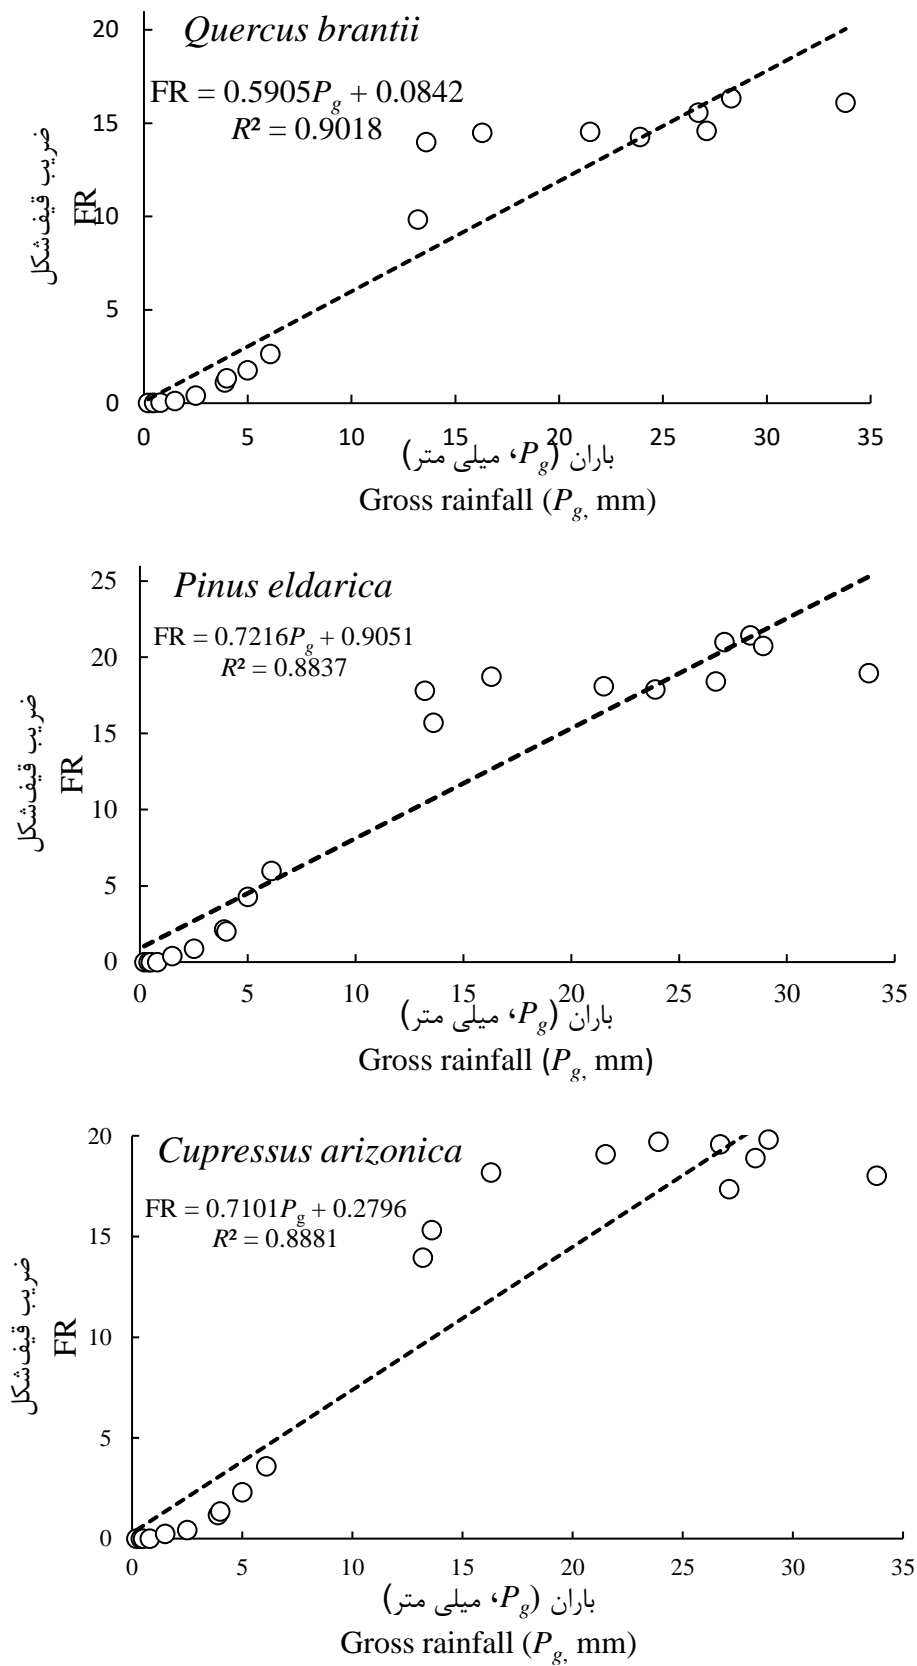 Quercus brantii
FR = 0.5905Pg + 0.0842
R² = 0.9018
ضریب قیف‌شکل
FR
20
15
10
5
0
0 5 10 15 20 25 30 35
باران (Pg، میلی متر)
Gross rainfall (Pg, mm)
Pinus eldarica
FR = 0.7216Pg + 0.9051
R² = 0.8837
ضریب قیف‌شکل
FR
25
20
15
10
5
0
0 5 10 15 20 25 30 35
باران (Pg، میلی متر)
Gross rainfall (Pg, mm)
Cupressus arizonica
FR = 0.7101Pg + 0.2796
R² = 0.8881
ضریب قیف‌شکل
FR
20
15
10
5
0
0 5 10 15 20 25 30 35
باران (Pg، میلی متر)
Gross rainfall (Pg, mm)